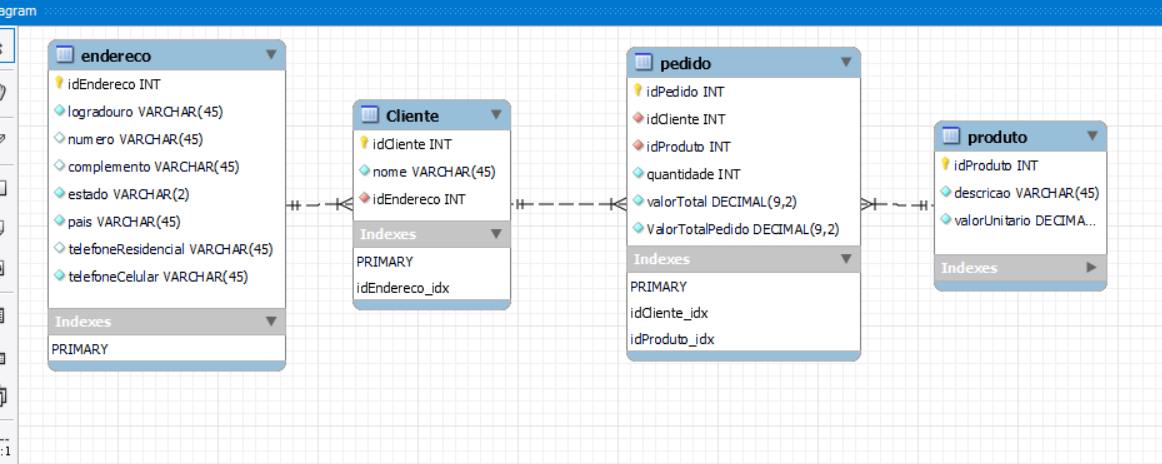 agram
endereco
idEndereco INT
logradouro VARCHAR(45)
numero VARCHAR(45)
complemento VARCHAR(45)
estado VARCHAR(2)
pais VARCHAR(45)
telefoneResidencial VARCHAR(45)
telefoneCelular VARCHAR(45)
Indexes
PRIMARY
Cliente
idCliente INT
nome VARCHAR(45)
idEndereco INT
Indexes
PRIMARY
idEndereco_idx
pedido
idPedido INT
idCliente INT
idProduto INT
quantidade INT
valorTotal DECIMAL(9,2)
ValorTotalPedido DECIMAL(9,2)
Indexes
PRIMARY
idCliente_idx
idProduto_idx
produto
idProduto INT
descricao VARCHAR(45)
valorUnitario DECIMA...
Indexes
:1